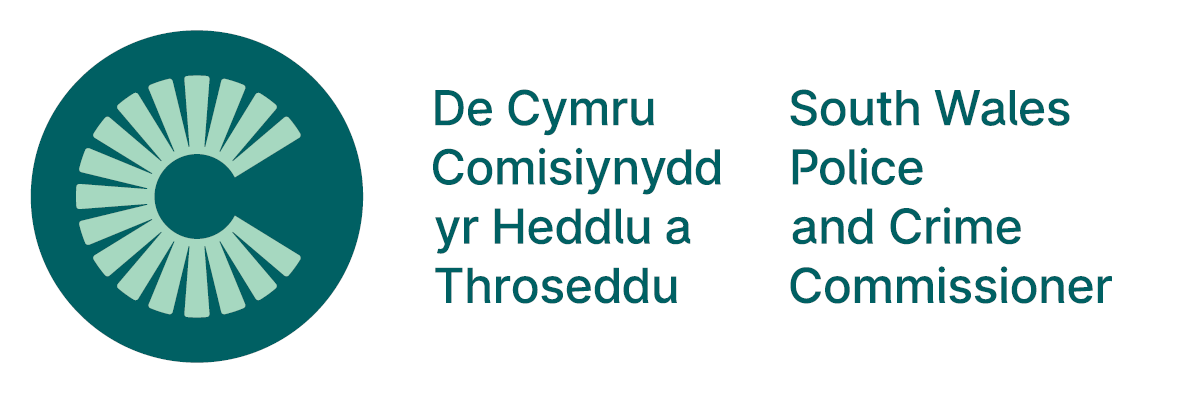 De Cymru
Comisiynydd
yr Heddlu a
Throseddu
South Wales
Police
and Crime
Commissioner